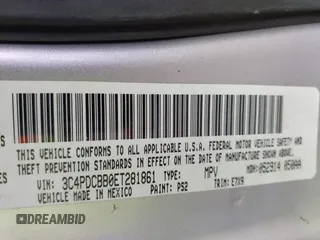 THIS VEHICLE CONFORMS TO ALL APPLICABLE U.S.A. FEDERAL MOTOR VEHICLE SAFETY AND
THEFT PREVENTION STANDARDS IN EFFECT ON THE DATE OF MANUFACTURE SHOWN ABOVE.
VIN: 3C4PDCBB0ET281861 TYPE: MPV
VEHICLE MADE IN MEXICO PAINT: PS2 TRIM: E7X9
©DIAMBID